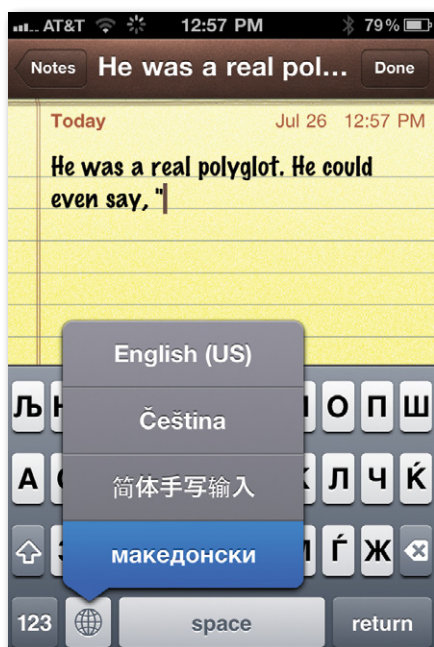 AT&T 12:57 PM 79%
Notes He was a real pol... Done
Today Jul 26 12:57 PM
He was a real polyglot. He could
even say, "
English (US)
Čeština
简体手写输入
македонски
Љ О П Ш
А Л Ч Ќ
Ѓ Ж
123 space return